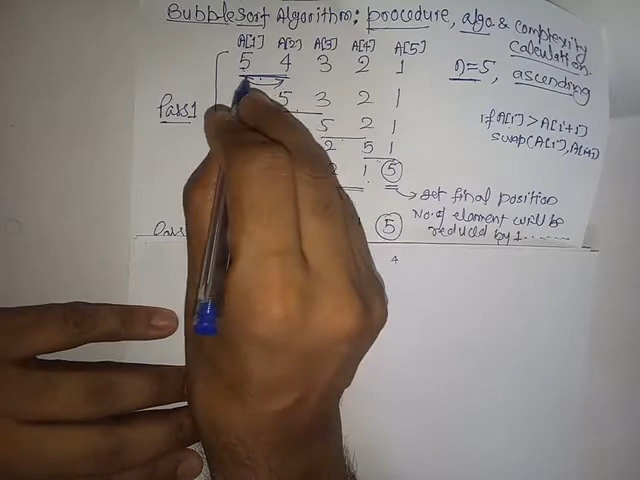 Bubblesort Algorithm: procedure, algo. & complexity
calculation.
A[1] A[2] A[3] A[4] A[5]
5 4 3 2 1
n=5, ascending
Pass1
5 3 2 1
if A[i] > A[i+1]
swap(A[i], A[i+1])
5 2 1
2 5 1
2 1 5
get final position
No. of element will be
reduced by 1........
Pass
5
4